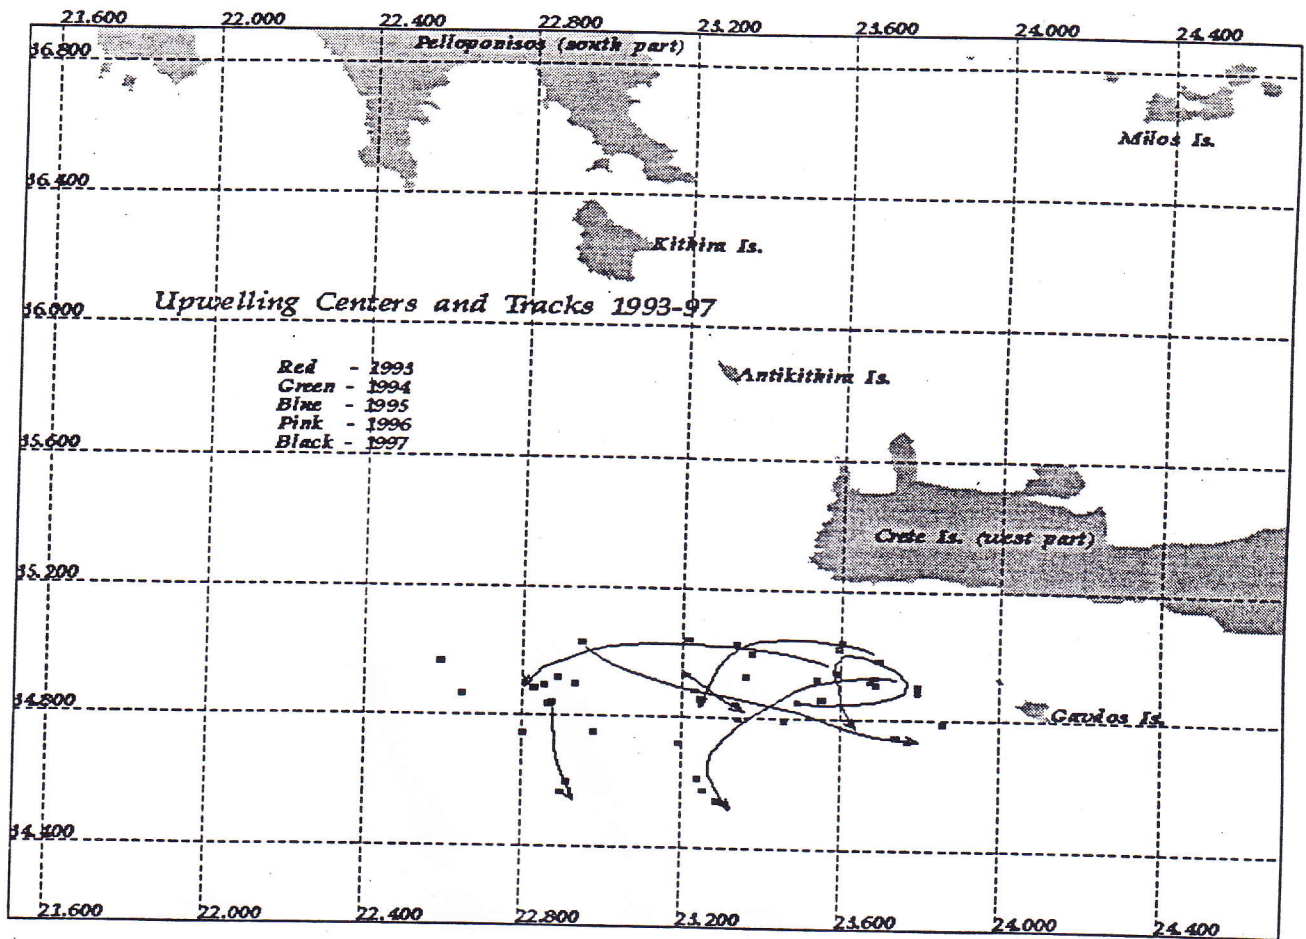 21.600 22.000 22.400 22.800 23.200 23.600 24.000 24.400
Pelloponisos (south part)
36.800
Milos Is.
36.400
Kithira Is.
Upwelling Centers and Tracks 1993-97
36.000
Red - 1993
Antikithira Is.
Green - 1994
Blue - 1995
Pink - 1996
Black - 1997
35.600
Crete Is. (west part)
35.200
34.800
Gavdos Is.
34.400
21.600 22.000 22.400 22.800 23.200 23.600 24.000 24.400